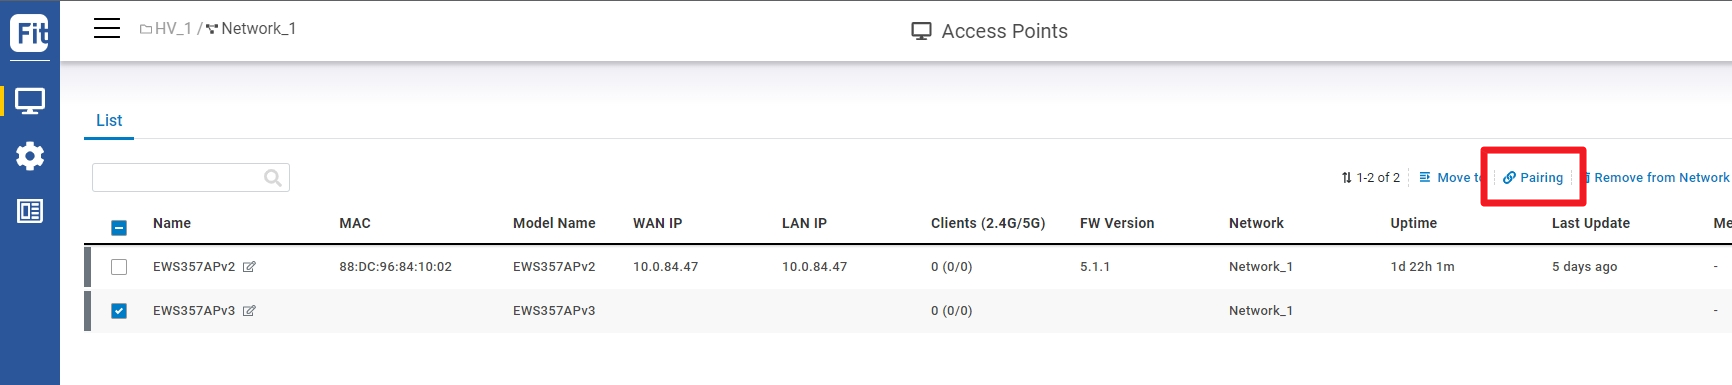 Fit
HV_1 / Network_1
Access Points
List
1-2 of 2 Move to Pairing Remove from Network
Name MAC Model Name WAN IP LAN IP Clients (2.4G/5G) FW Version Network Uptime Last Update Me
EWS357APv2 88:DC:96:84:10:02 EWS357APv2 10.0.84.47 10.0.84.47 0 (0/0) 5.1.1 Network_1 1d 22h 1m 5 days ago -
EWS357APv3 EWS357APv3 0 (0/0) Network_1 -